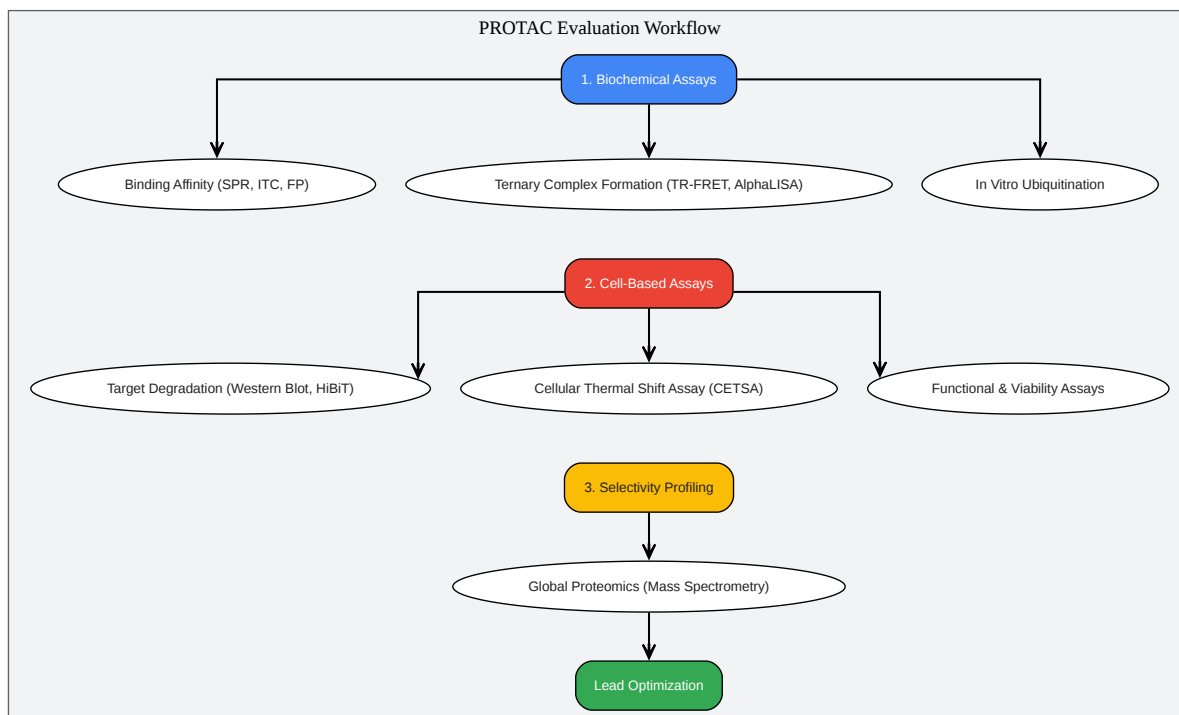 PROTAC Evaluation Workflow
1. Biochemical Assays
Binding Affinity (SPR, ITC, FP)
Ternary Complex Formation (TR-FRET, AlphaLISA)
In Vitro Ubiquitination
2. Cell-Based Assays
Target Degradation (Western Blot, HiBiT)
Cellular Thermal Shift Assay (CETSA)
Functional & Viability Assays
3. Selectivity Profiling
Global Proteomics (Mass Spectrometry)
Lead Optimization